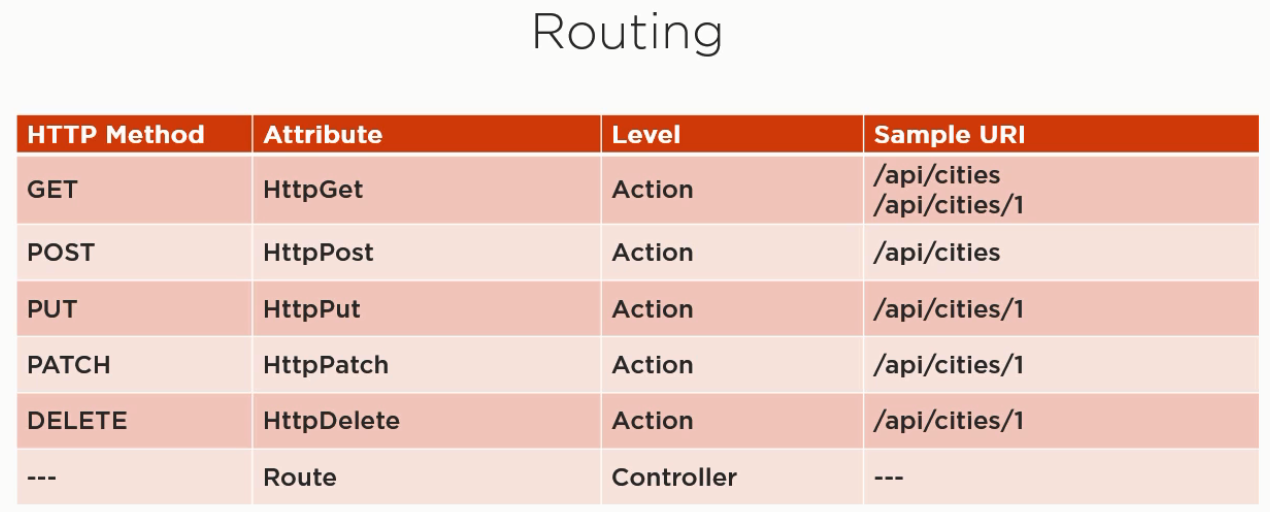 Routing
HTTP Method Attribute Level Sample URI
GET HttpGet Action /api/cities
/api/cities/1
POST HttpPost Action /api/cities
PUT HttpPut Action /api/cities/1
PATCH HttpPatch Action /api/cities/1
DELETE HttpDelete Action /api/cities/1
--- Route Controller ---